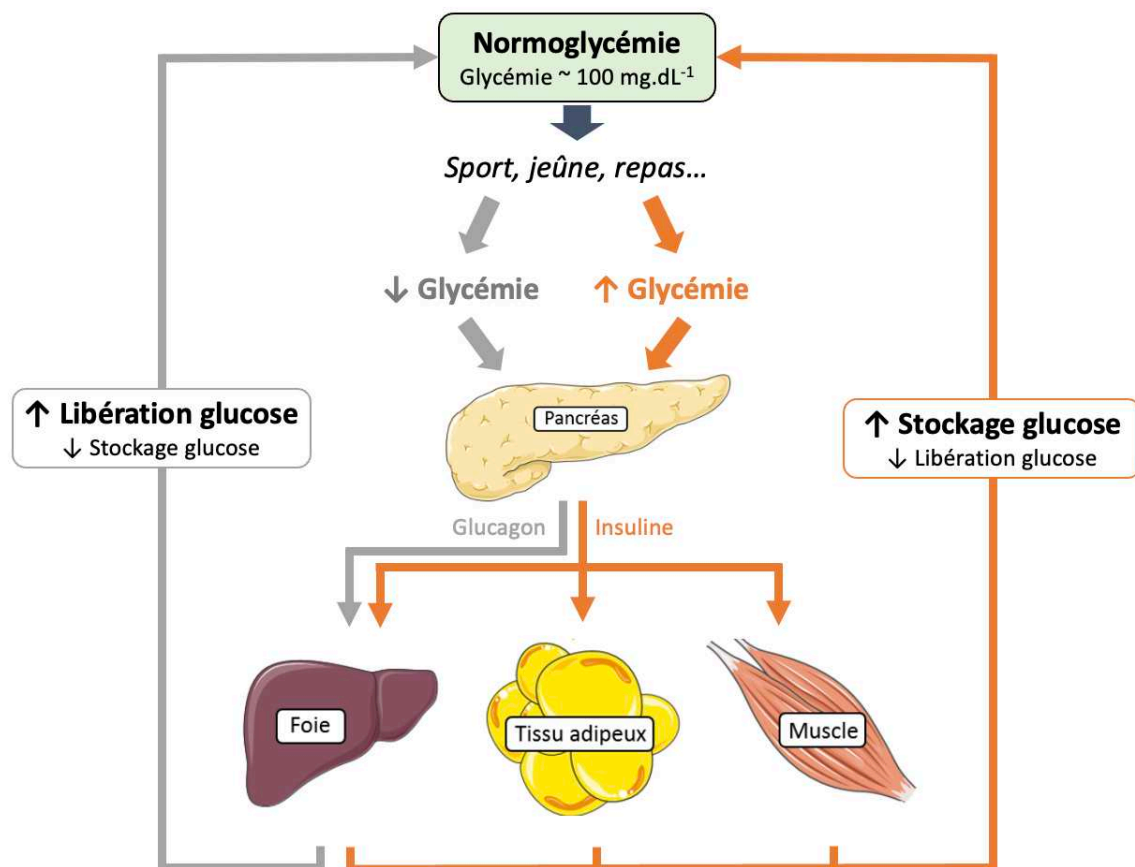 Normoglycémie
Glycémie ~ 100 mg.dL⁻¹
Sport, jeûne, repas...
↓ Glycémie
↑ Glycémie
↑ Libération glucose
↓ Stockage glucose
Pancréas
↑ Stockage glucose
↓ Libération glucose
Glucagon
Insuline
Foie
Tissu adipeux
Muscle